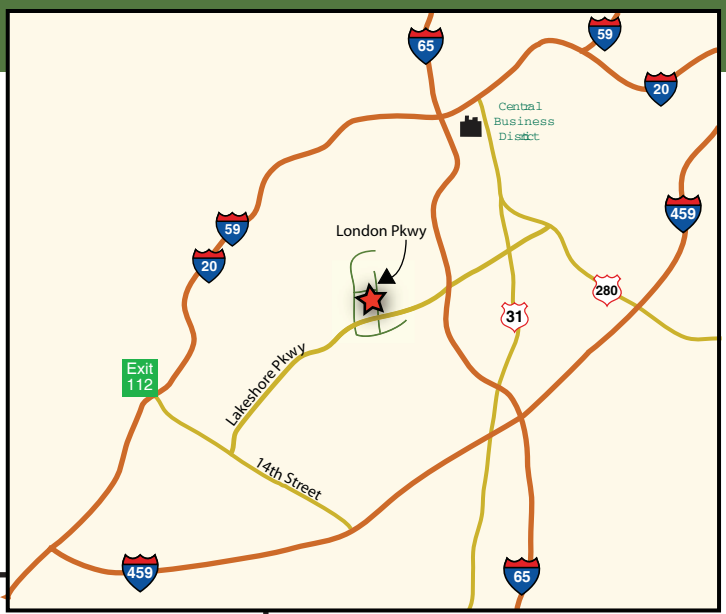 65
59
20
Central
Business
District
459
59
London Pkwy
20
280
31
Exit
112
Lakeshore Pkwy
14th Street
459
65